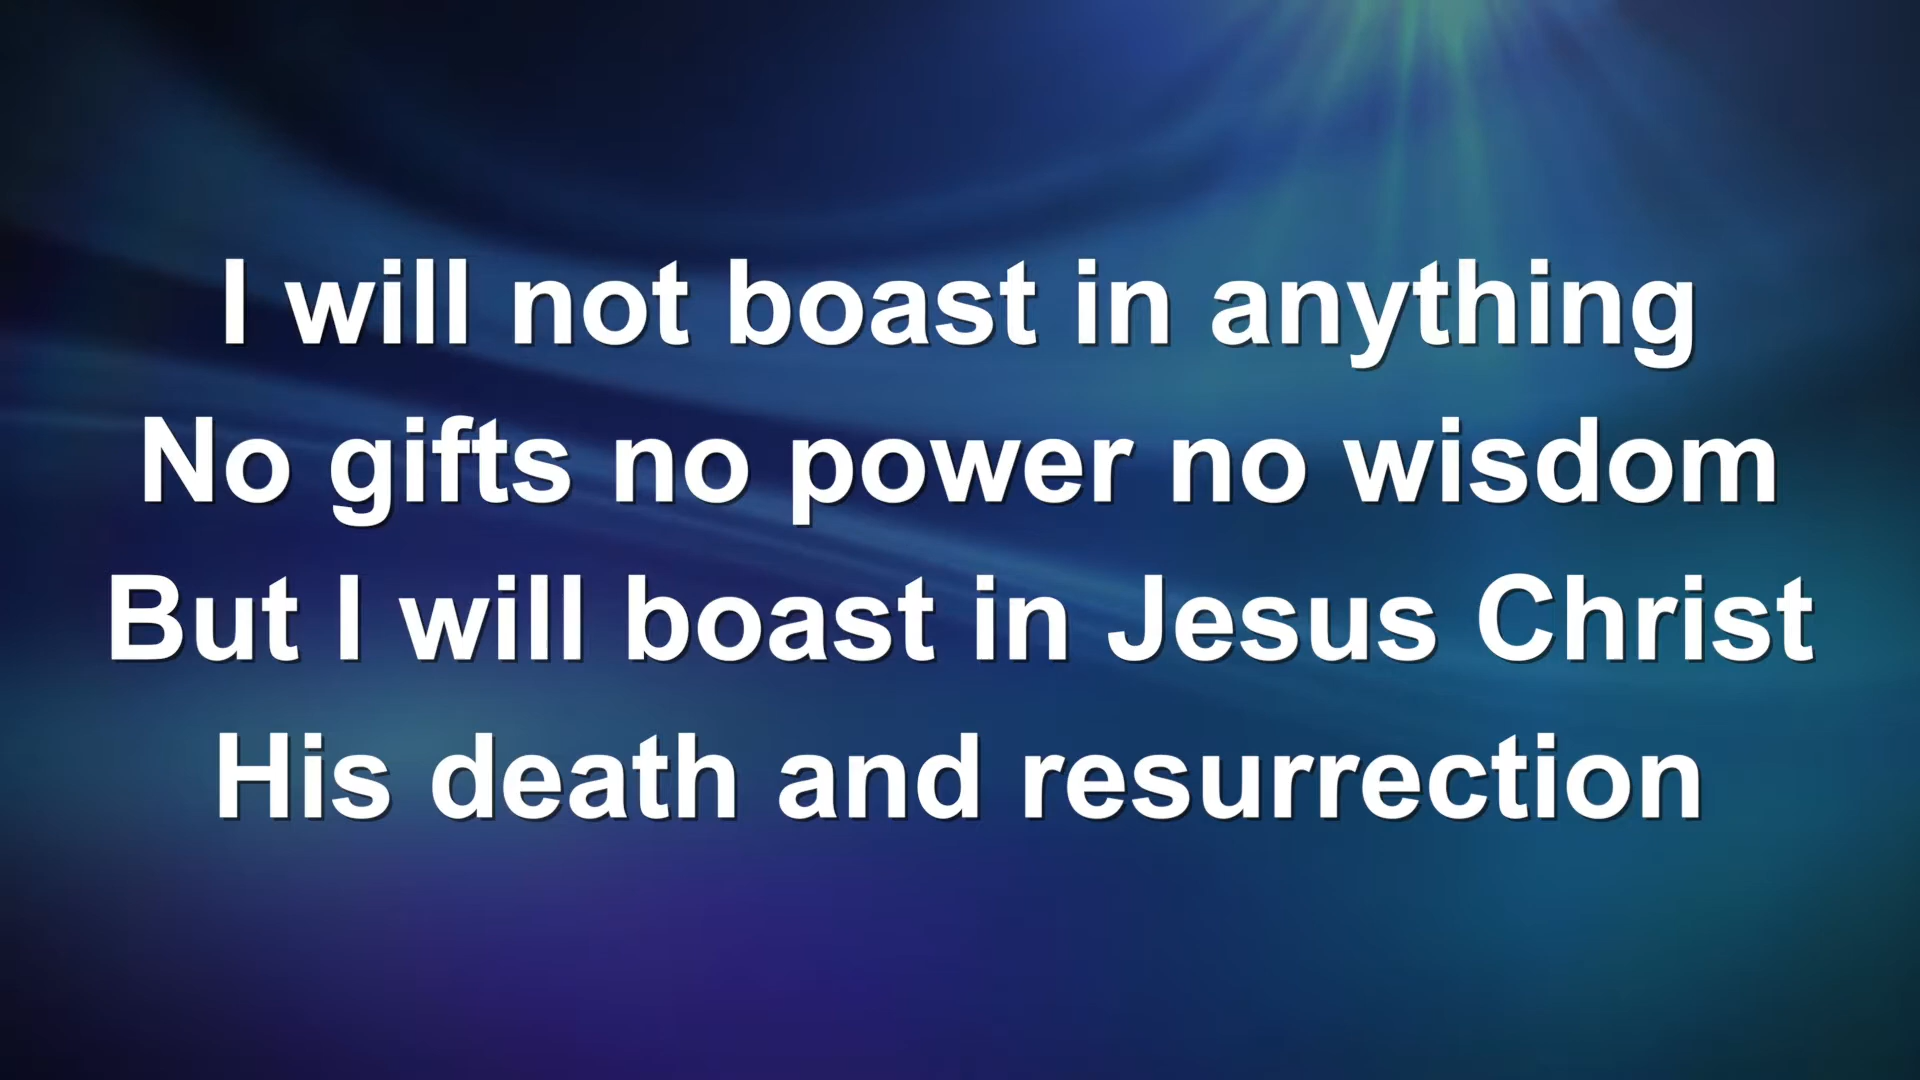 I will not boast in anything
No gifts no power no wisdom
But I will boast in Jesus Christ
His death and resurrection